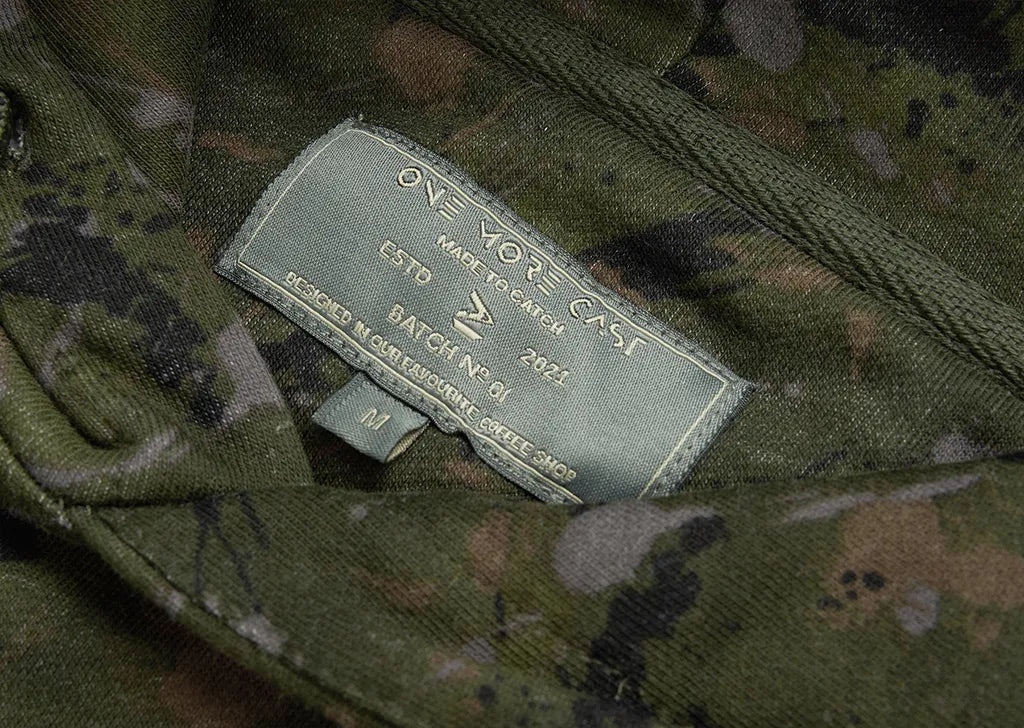 ONE MORE CAST
MADE TO CATCH
ESTD 2021
BATCH Nº 01
DESIGNED IN OUR FAVOURITE COFFEE SHOP
M